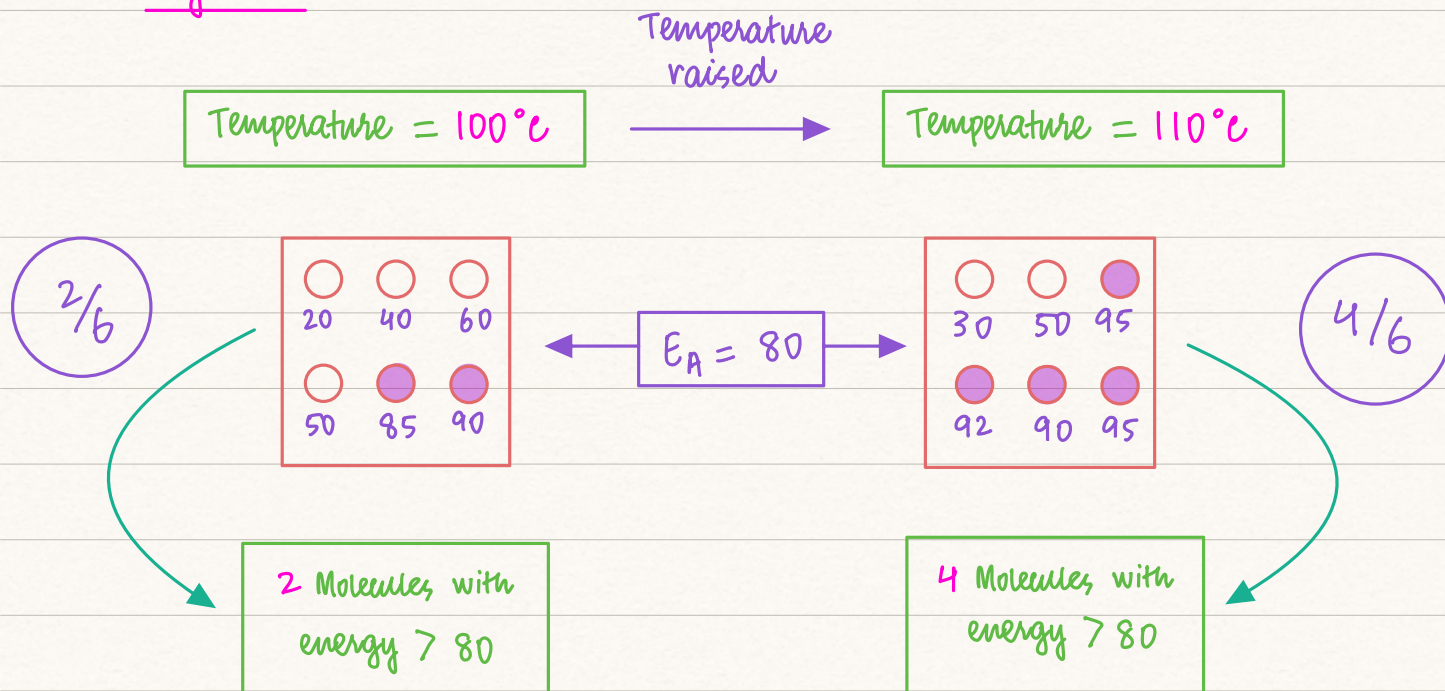 Temperature
raised
Temperature = 100°C
Temperature = 110°C
2/6
20 40 60
50 85 90
EA = 80
30 50 95
92 90 95
4/6
2 Molecules with
energy > 80
4 Molecules with
energy > 80